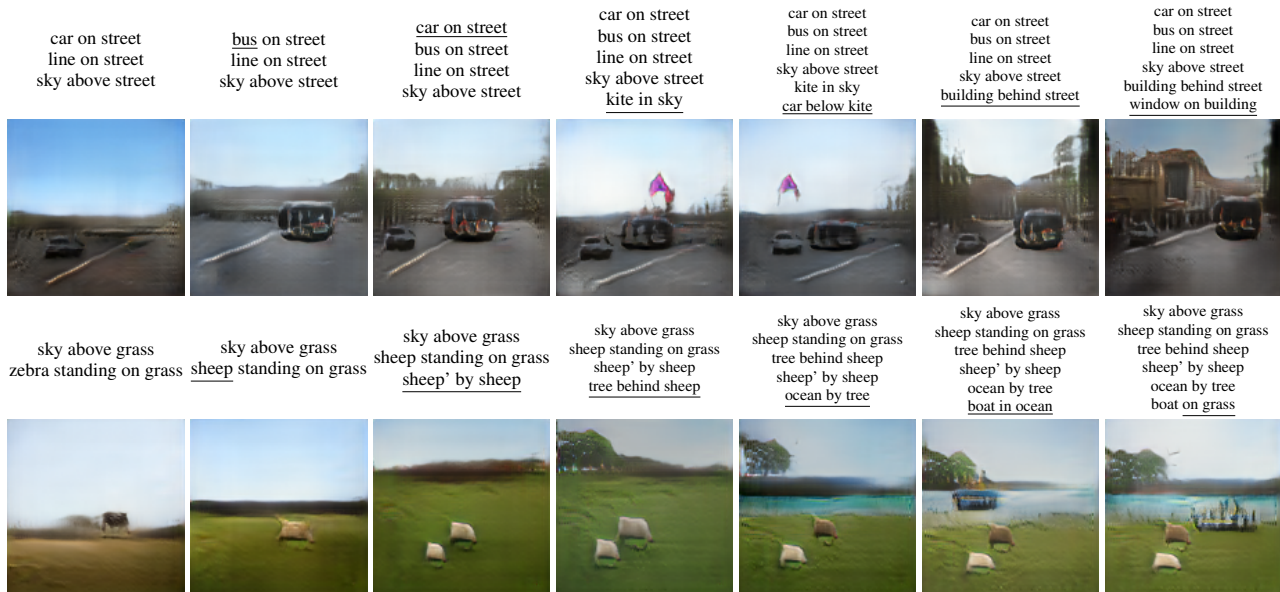 car on street
line on street
sky above street
bus on street
line on street
sky above street
car on street
bus on street
line on street
sky above street
car on street
bus on street
line on street
sky above street
kite in sky
car on street
bus on street
line on street
sky above street
kite in sky
car below kite
car on street
bus on street
line on street
sky above street
building behind street
car on street
bus on street
line on street
sky above street
building behind street
window on building
sky above grass
zebra standing on grass
sky above grass
sheep standing on grass
sky above grass
sheep standing on grass
sheep' by sheep
sky above grass
sheep standing on grass
sheep' by sheep
tree behind sheep
sky above grass
sheep standing on grass
tree behind sheep
sheep' by sheep
ocean by tree
sky above grass
sheep standing on grass
tree behind sheep
sheep' by sheep
ocean by tree
boat in ocean
sky above grass
sheep standing on grass
tree behind sheep
sheep' by sheep
ocean by tree
boat on grass